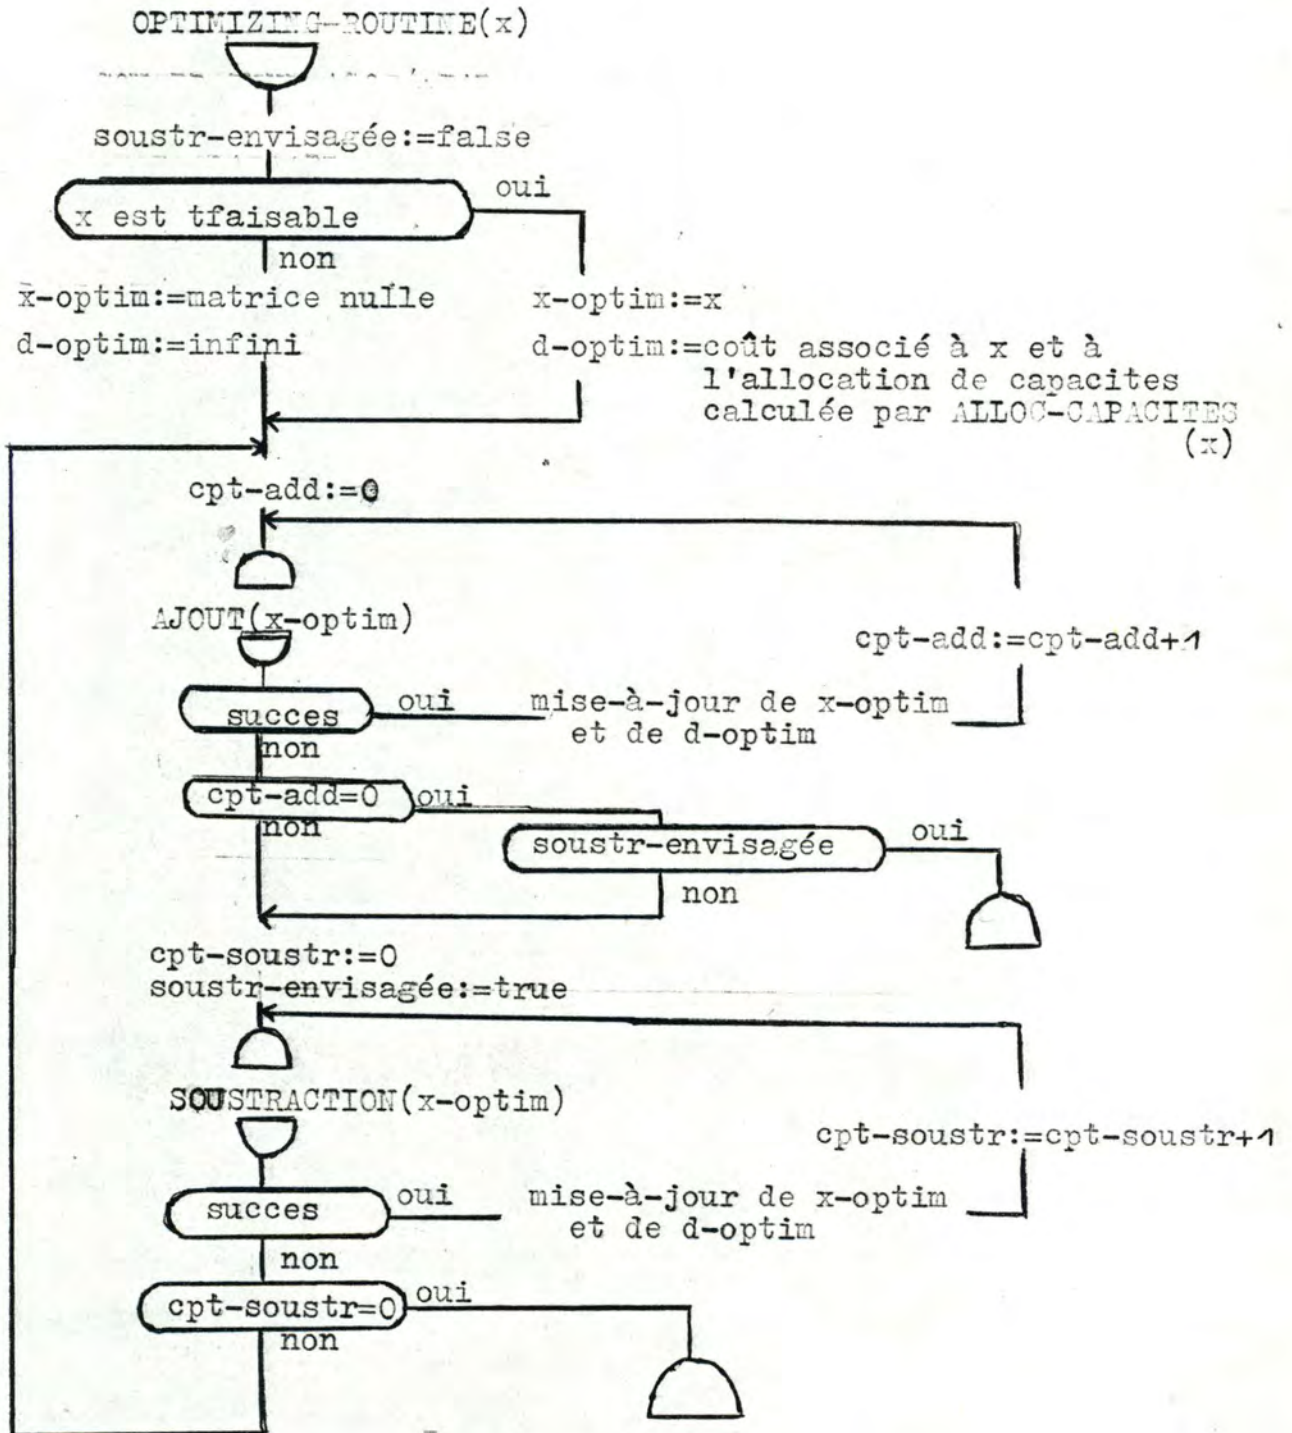 OPTIMIZING-ROUTINE(x)
soustr-envisagée:=false
oui
x est tfaisable
non
x-optim:=matrice nulle
x-optim:=x
d-optim:=infini
d-optim:=coût associé à x et à
l'allocation de capacites
calculée par ALLOC-CAPACITES
(x)
cpt-add:=0
AJOUT(x-optim)
cpt-add:=cpt-add+1
succes
oui
mise-à-jour de x-optim
et de d-optim
non
cpt-add=0
oui
non
soustr-envisagée
oui
non
cpt-soustr:=0
soustr-envisagée:=true
SOUSTRACTION(x-optim)
cpt-soustr:=cpt-soustr+1
succes
oui
mise-à-jour de x-optim
et de d-optim
non
cpt-soustr=0
oui
non